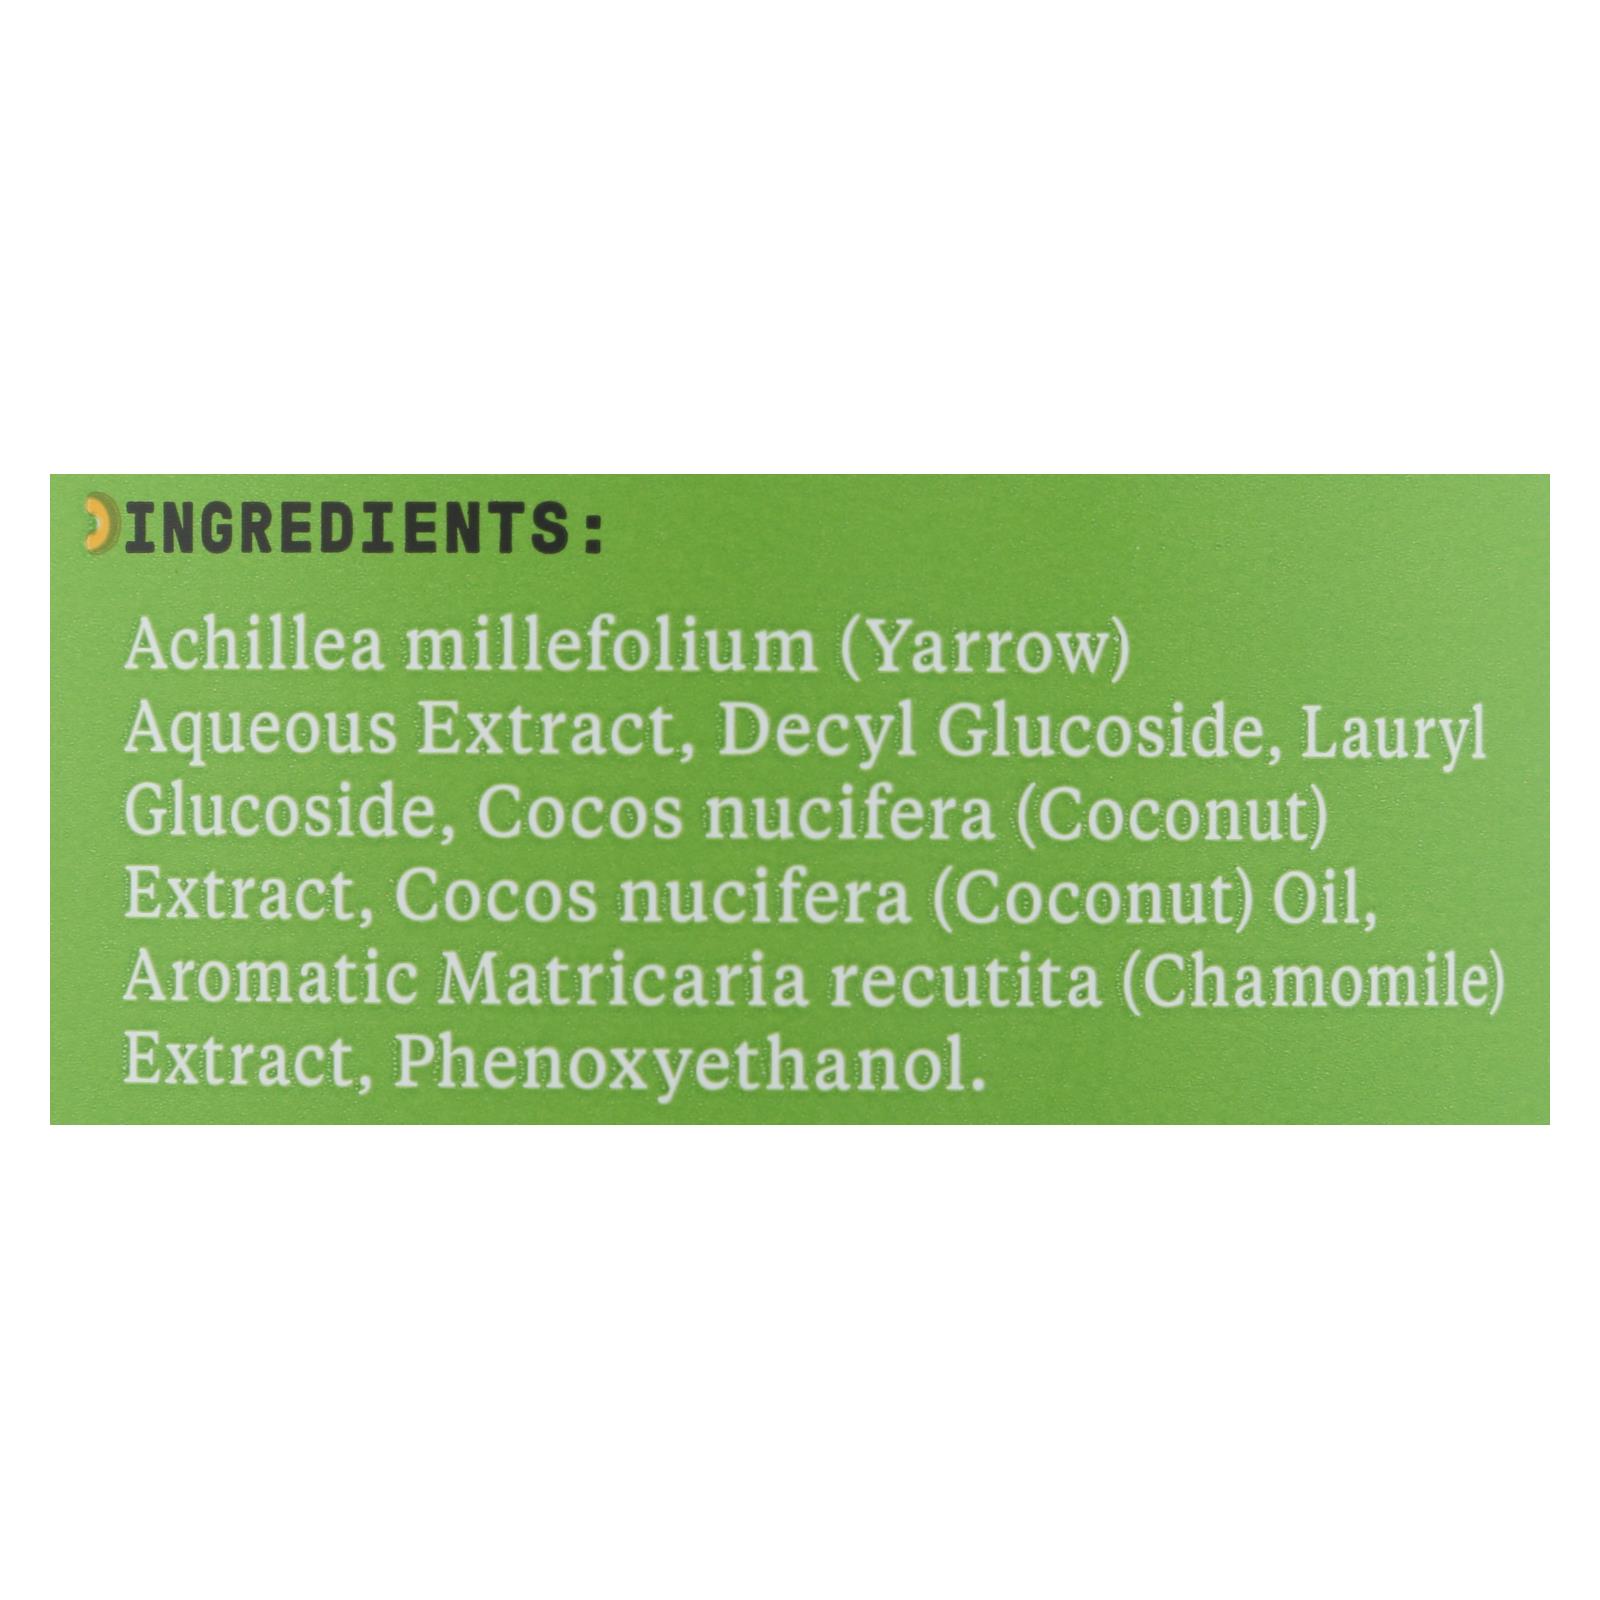 INGREDIENTS:
Achillea millefolium (Yarrow)
Aqueous Extract, Decyl Glucoside, Lauryl
Glucoside, Cocos nucifera (Coconut)
Extract, Cocos nucifera (Coconut) Oil,
Aromatic Matricaria recutita (Chamomile)
Extract, Phenoxyethanol.